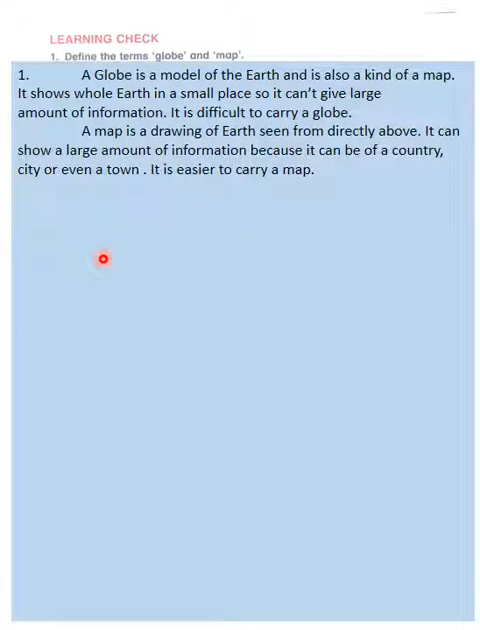 LEARNING CHECK
1. Define the terms ‘globe’ and ‘map’.
1. A Globe is a model of the Earth and is also a kind of a map.
It shows whole Earth in a small place so it can’t give large
amount of information. It is difficult to carry a globe.
A map is a drawing of Earth seen from directly above. It can
show a large amount of information because it can be of a country,
city or even a town . It is easier to carry a map.